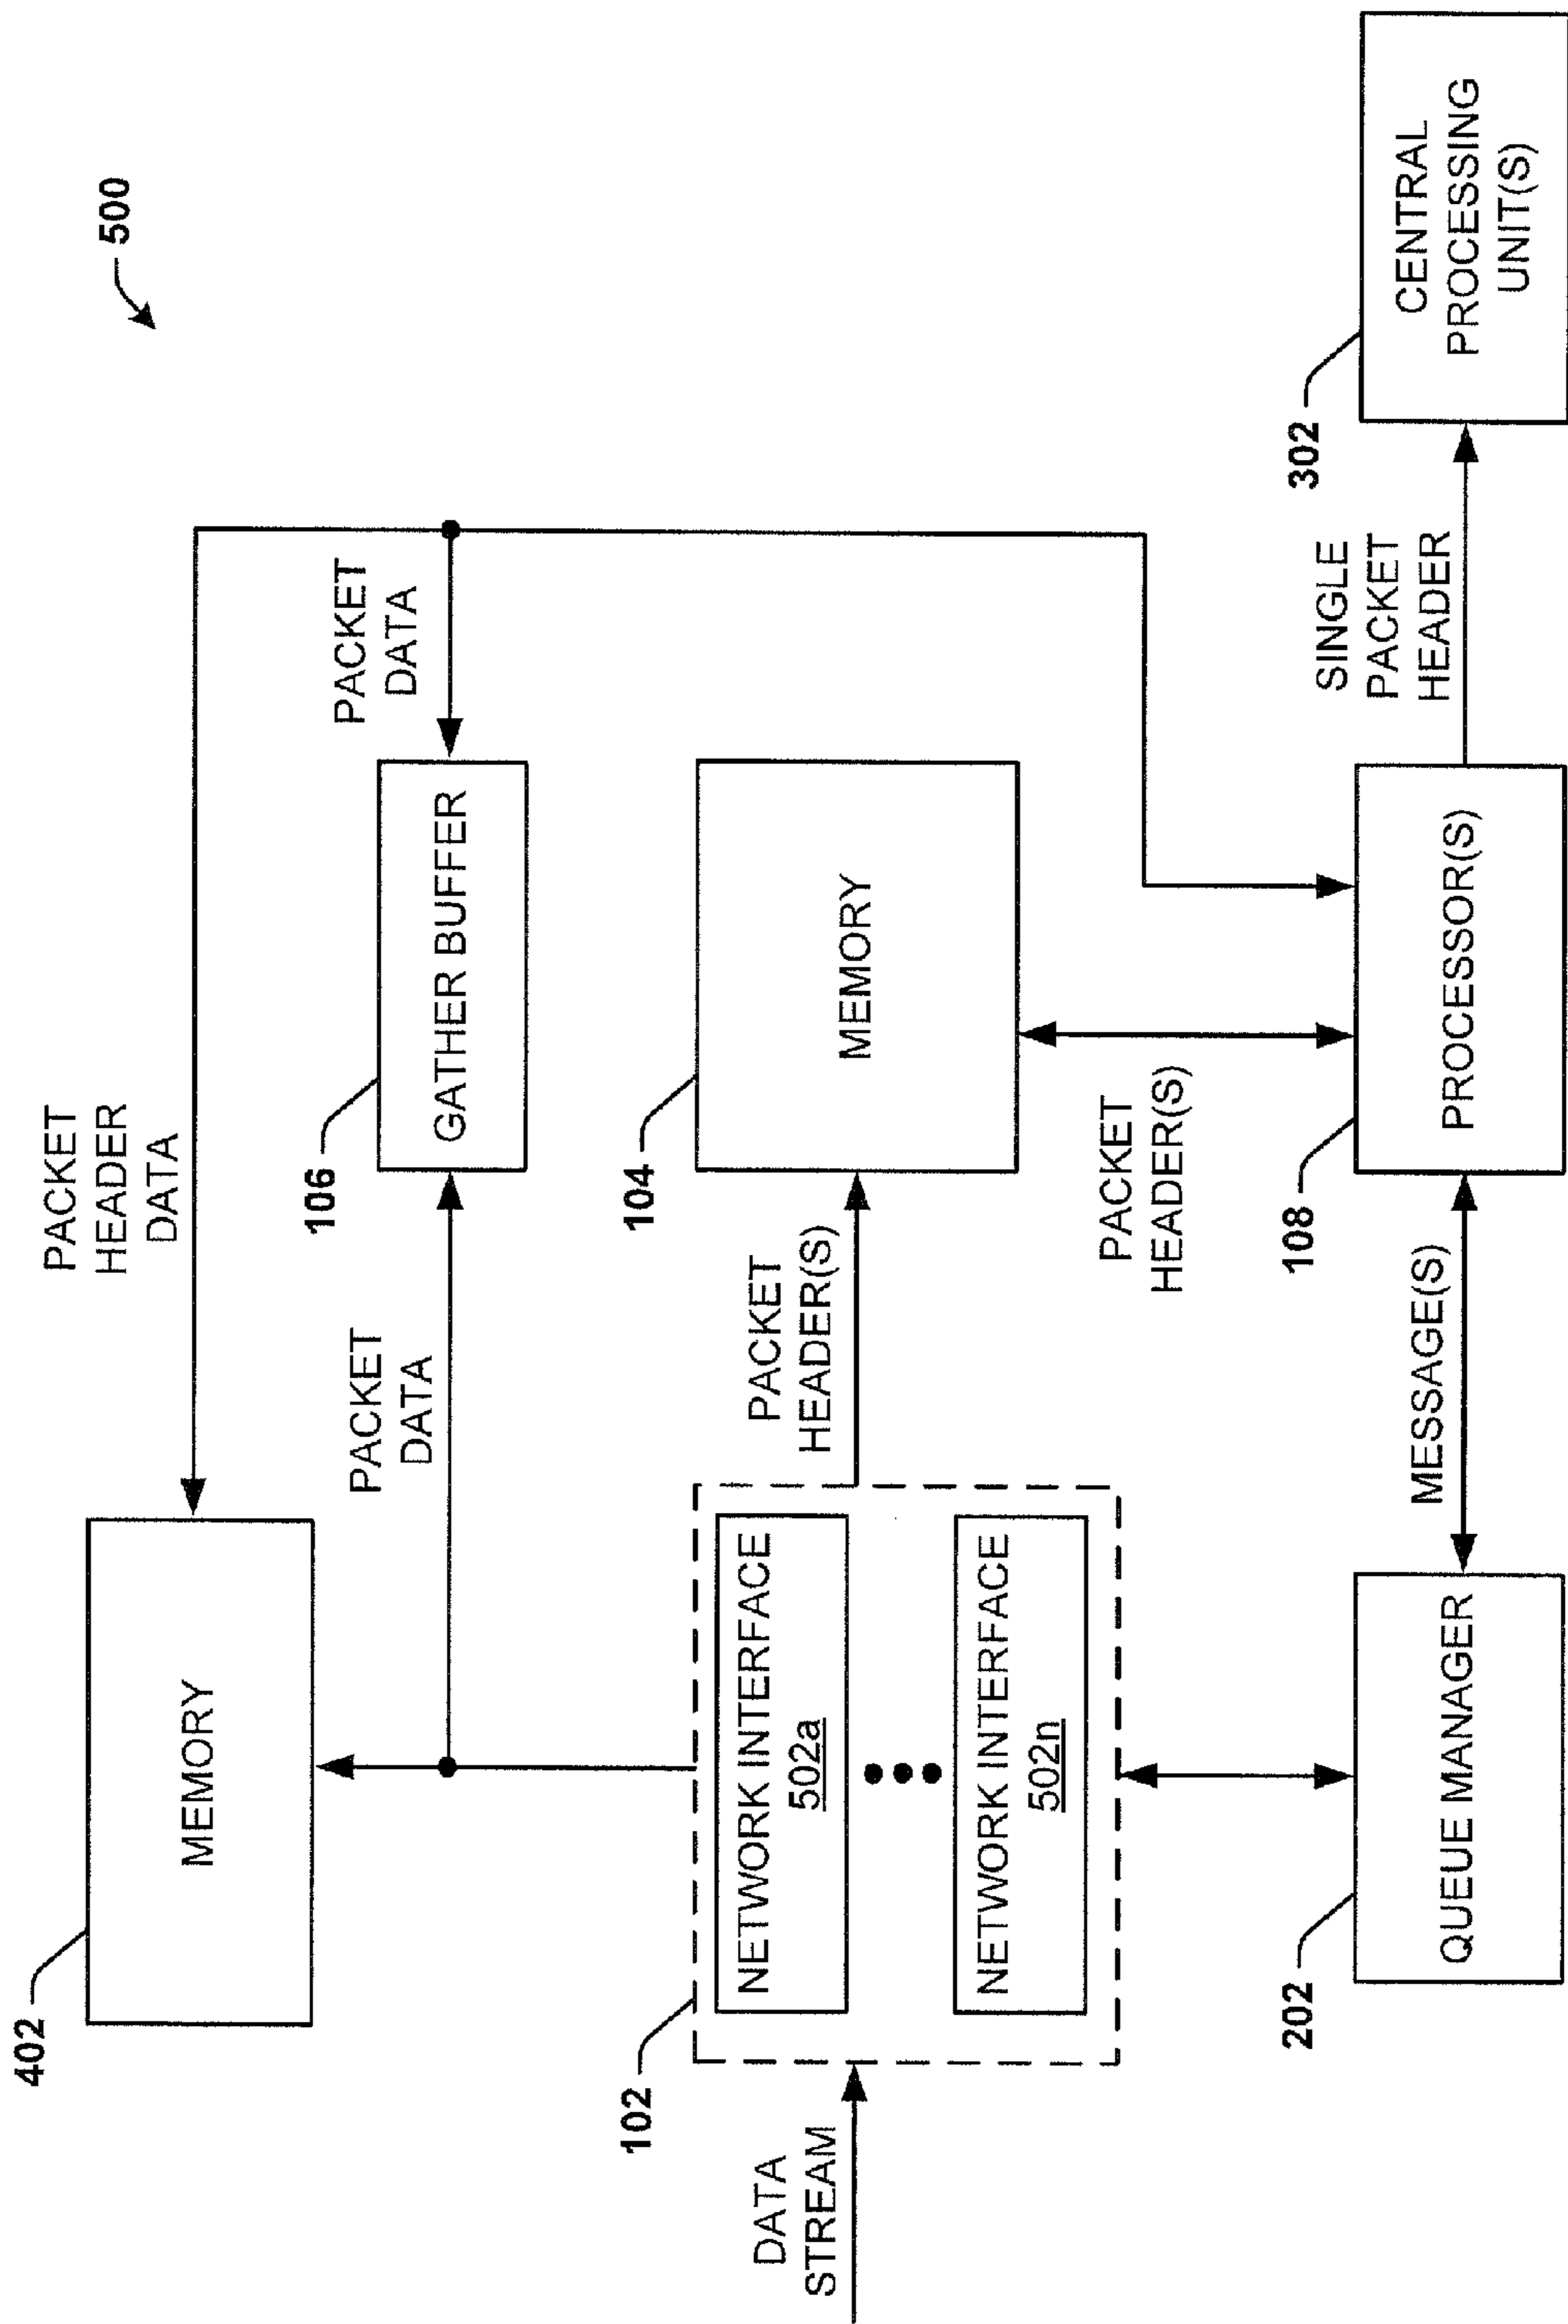 500
402
MEMORY
PACKET
HEADER
DATA
PACKET
DATA
106
GATHER BUFFER
PACKET
DATA
DATA
STREAM
102
NETWORK INTERFACE
502a
NETWORK INTERFACE
502n
PACKET
HEADER(S)
104
MEMORY
PACKET
HEADER(S)
202
QUEUE MANAGER
MESSAGE(S)
108
PROCESSOR(S)
SINGLE
PACKET
HEADER
302
CENTRAL
PROCESSING
UNIT(S)